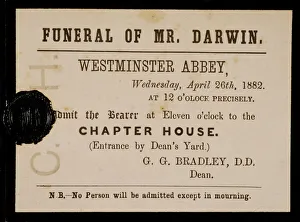 FUNERAL OF MR. DARWIN.
WESTMINSTER ABBEY,
Wednesday, April 26th, 1882.
AT 12 O'CLOCK PRECISELY.
Admit the Bearer at Eleven o'clock to the
CHAPTER HOUSE.
(Entrance by Dean's Yard.)
G. G. BRADLEY, D.D.
Dean.
N.B.—No Person will be admitted except in mourning.
C. H.